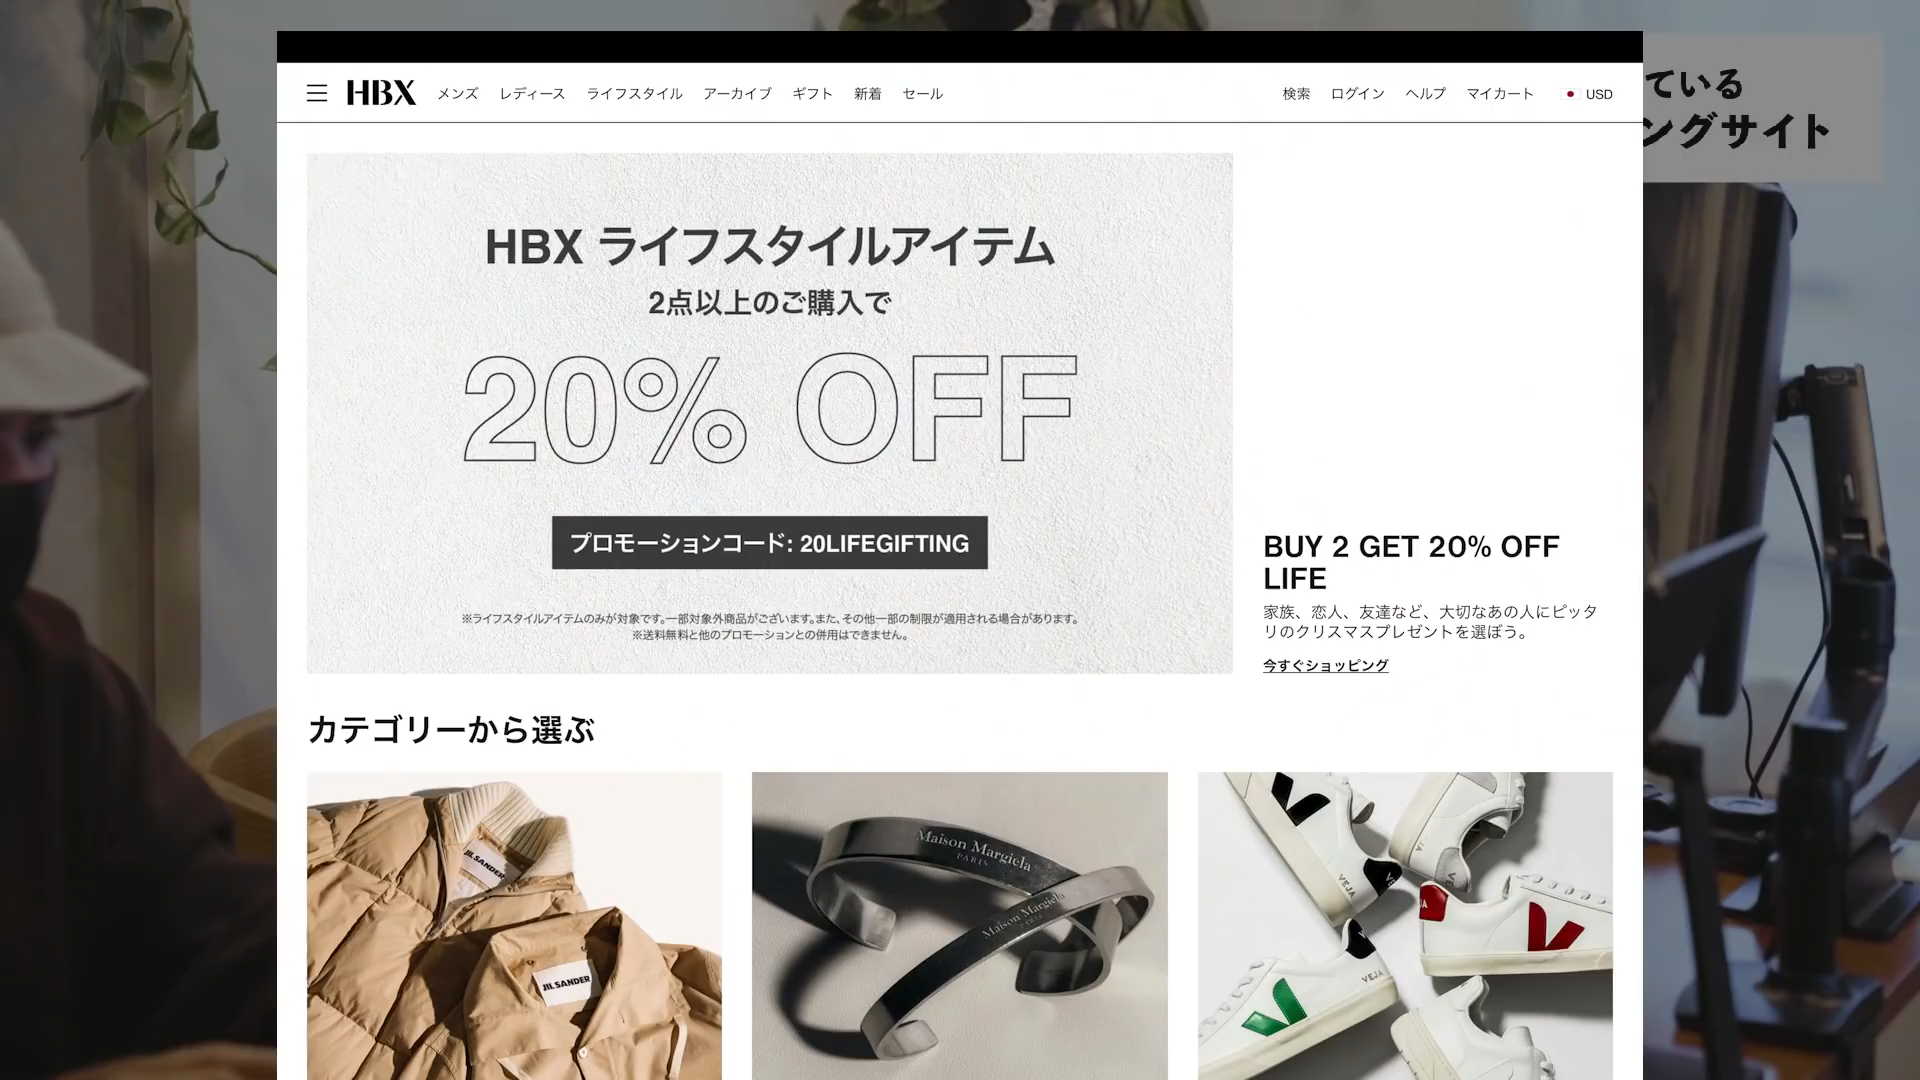 ている
ングサイト
HBX メンズ レディース ライフスタイル アーカイブ ギフト 新着 セール 検索 ログイン ヘルプ マイカート USD
HBX ライフスタイルアイテム
2点以上のご購入で
20% OFF
プロモーションコード: 20LIFEGIFTING
※ライフスタイルアイテムのみが対象です。一部対象外商品がございます。また、その他一部の制限が適用される場合があります。
※送料無料と他のプロモーションとの併用はできません。
BUY 2 GET 20% OFF
LIFE
家族、恋人、友達など、大切なあの人にピッタ
リのクリスマスプレゼントを選ぼう。
今すぐショッピング
カテゴリーから選ぶ
JIL SANDER
JIL SANDER
Maison Margiela
PARIS
Maison Margiela
VEJA
VEJA